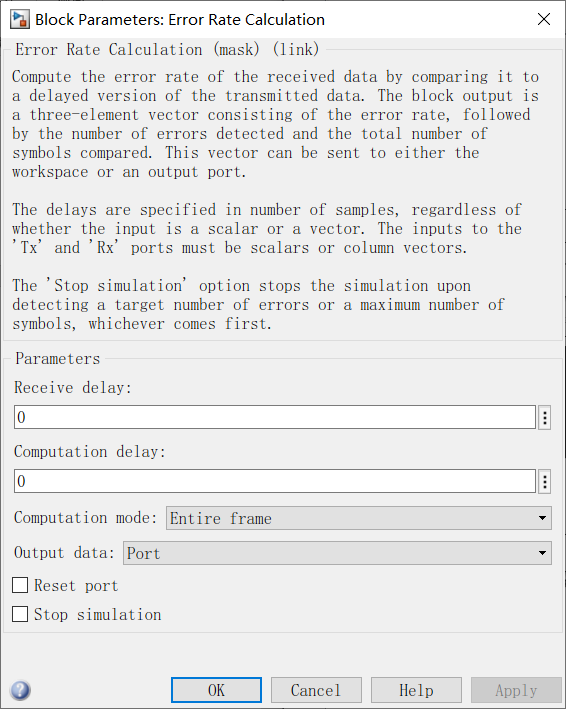 Block Parameters: Error Rate Calculation
Error Rate Calculation (mask) (link)
Compute the error rate of the received data by comparing it to
a delayed version of the transmitted data. The block output is
a three-element vector consisting of the error rate, followed
by the number of errors detected and the total number of
symbols compared. This vector can be sent to either the
workspace or an output port.
The delays are specified in number of samples, regardless of
whether the input is a scalar or a vector. The inputs to the
'Tx' and 'Rx' ports must be scalars or column vectors.
The 'Stop simulation' option stops the simulation upon
detecting a target number of errors or a maximum number of
symbols, whichever comes first.
Parameters
Receive delay:
0
Computation delay:
0
Computation mode: Entire frame
Output data: Port
Reset port
Stop simulation
? OK Cancel Help Apply